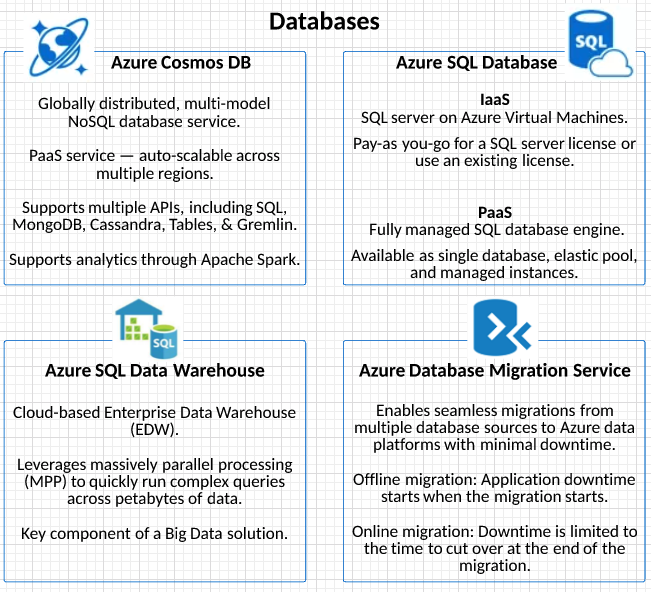 Databases
Azure Cosmos DB
Globally distributed, multi-model
NoSQL database service.
PaaS service — auto-scalable across
multiple regions.
Supports multiple APIs, including SQL,
MongoDB, Cassandra, Tables, & Gremlin.
Supports analytics through Apache Spark.
SQL
Azure SQL Database
IaaS
SQL server on Azure Virtual Machines.
Pay-as you-go for a SQL server license or
use an existing license.
PaaS
Fully managed SQL database engine.
Available as single database, elastic pool,
and managed instances.
SQL
Azure SQL Data Warehouse
Cloud-based Enterprise Data Warehouse
(EDW).
Leverages massively parallel processing
(MPP) to quickly run complex queries
across petabytes of data.
Key component of a Big Data solution.
Azure Database Migration Service
Enables seamless migrations from
multiple database sources to Azure data
platforms with minimal downtime.
Offline migration: Application downtime
starts when the migration starts.
Online migration: Downtime is limited to
the time to cut over at the end of the
migration.